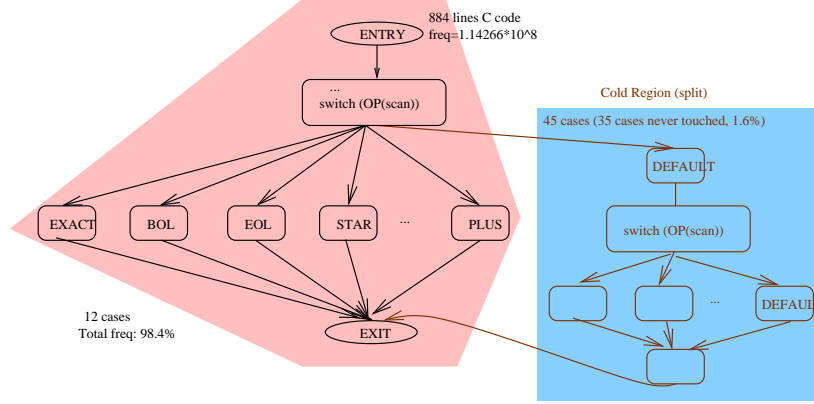 884 lines C code
ENTRY
freq=1.14266*10^8
...
switch (OP(scan))
Cold Region (split)
45 cases (35 cases never touched, 1.6%)
DEFAULT
EXACT
BOL
EOL
STAR
...
PLUS
switch (OP(scan))
...
DEFAUL
12 cases
Total freq: 98.4%
EXIT